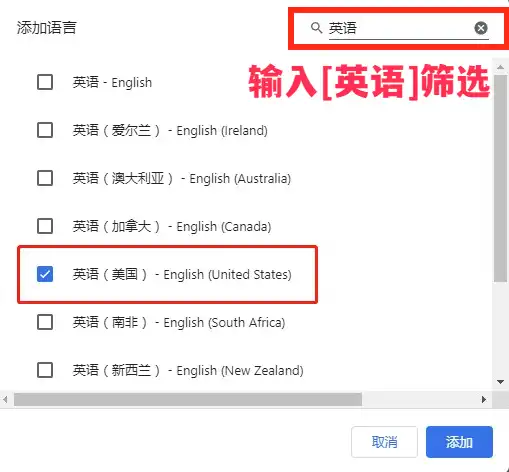 添加语言
英语
输入[英语]筛选
英语 - English
英语（爱尔兰） - English (Ireland)
英语（澳大利亚） - English (Australia)
英语（加拿大） - English (Canada)
英语（美国） - English (United States)
英语（南非） - English (South Africa)
英语（新西兰） - English (New Zealand)
取消
添加